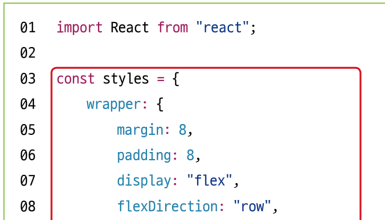 01 import React from "react";
02
03 const styles = {
04     wrapper: {
05         margin: 8,
06         padding: 8,
07         display: "flex",
08         flexDirection: "row",